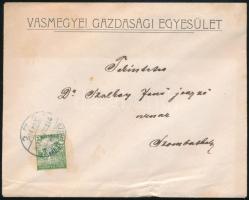 VASMEGYEI GAZDASÁGI EGYESÜLET
Tekintetes
Dr Szalbay Jenő jegyző
urnak
Szombathely